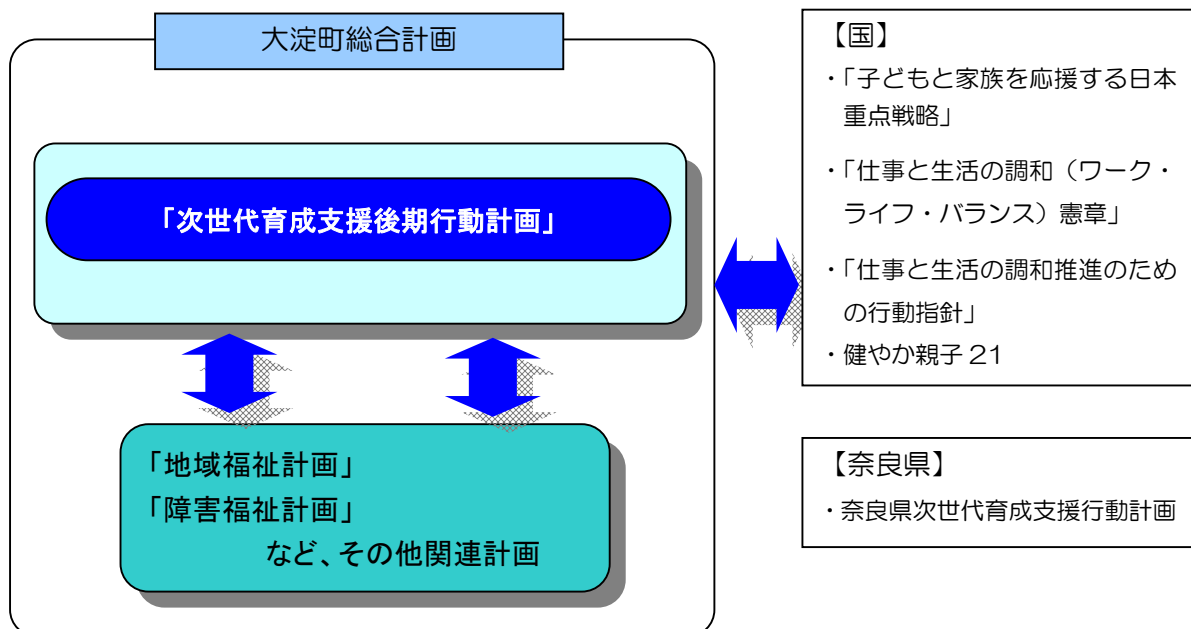 大淀町総合計画
「次世代育成支援後期行動計画」
「地域福祉計画」
「障害福祉計画」
など、その他関連計画
【国】
・「子どもと家族を応援する日本
重点戦略」
・「仕事と生活の調和（ワーク・
ライフ・バランス）憲章」
・「仕事と生活の調和推進のため
の行動指針」
・健やか親子 21
【奈良県】
・奈良県次世代育成支援行動計画